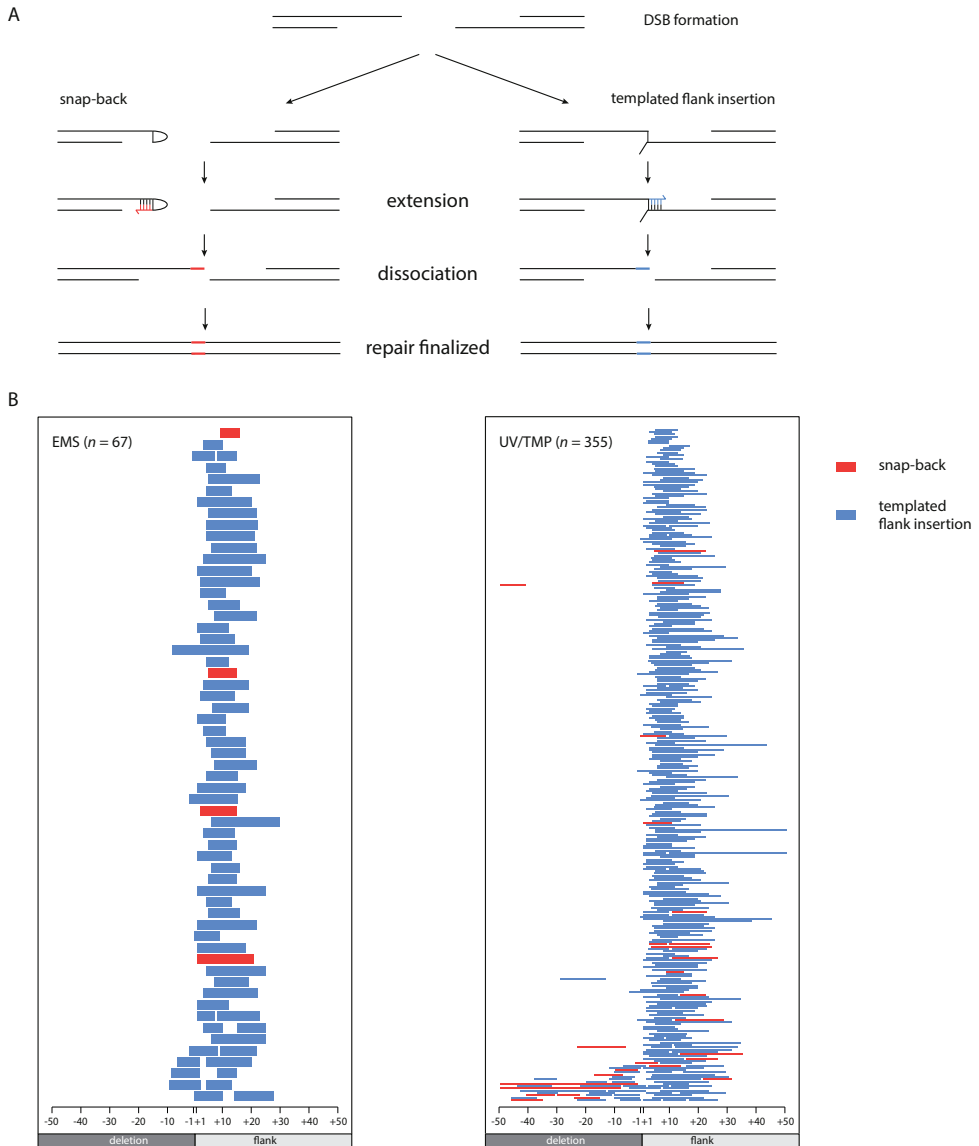 A
DSB formation
snap-back
templated flank insertion
extension
dissociation
repair finalized
B
EMS (n = 67)
UV/TMP (n = 355)
snap-back
templated
flank insertion
-50 -40 -30 -20 -10 -1 +1 +10 +20 +30 +40 +50
deletion flank
-50 -40 -30 -20 -10 -1 +1 +10 +20 +30 +40 +50
deletion flank